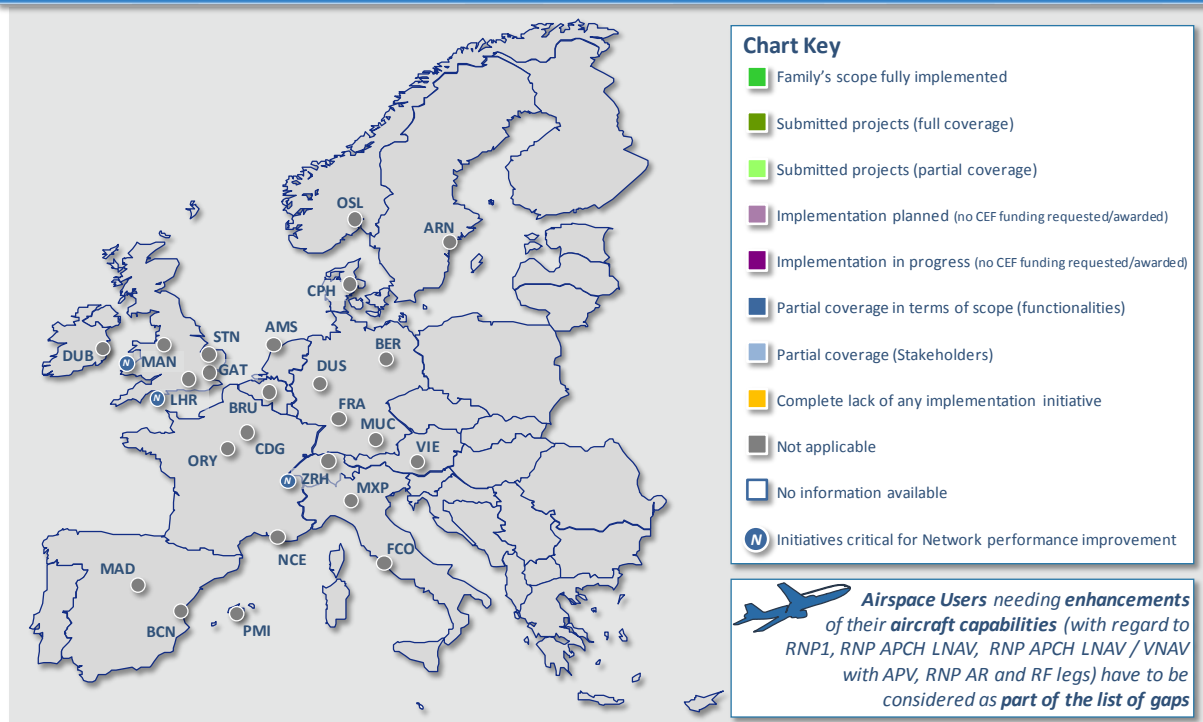 OSL
ARN
CPH
AMS
STN
DUB
MAN
GAT
BER
DUS
N
N LHR
BRU
FRA
MUC
CDG
ORY
VIE
N ZRH
MXP
NCE
FCO
MAD
BCN
PMI
Chart Key
Family's scope fully implemented
Submitted projects (full coverage)
Submitted projects (partial coverage)
Implementation planned (no CEF funding requested/awarded)
Implementation in progress (no CEF funding requested/awarded)
Partial coverage in terms of scope (functionalities)
Partial coverage (Stakeholders)
Complete lack of any implementation initiative
Not applicable
No information available
N Initiatives critical for Network performance improvement
Airspace Users needing enhancements
of their aircraft capabilities (with regard to
RNP1, RNP APCH LNAV, RNP APCH LNAV / VNAV
with APV, RNP AR and RF legs) have to be
considered as part of the list of gaps